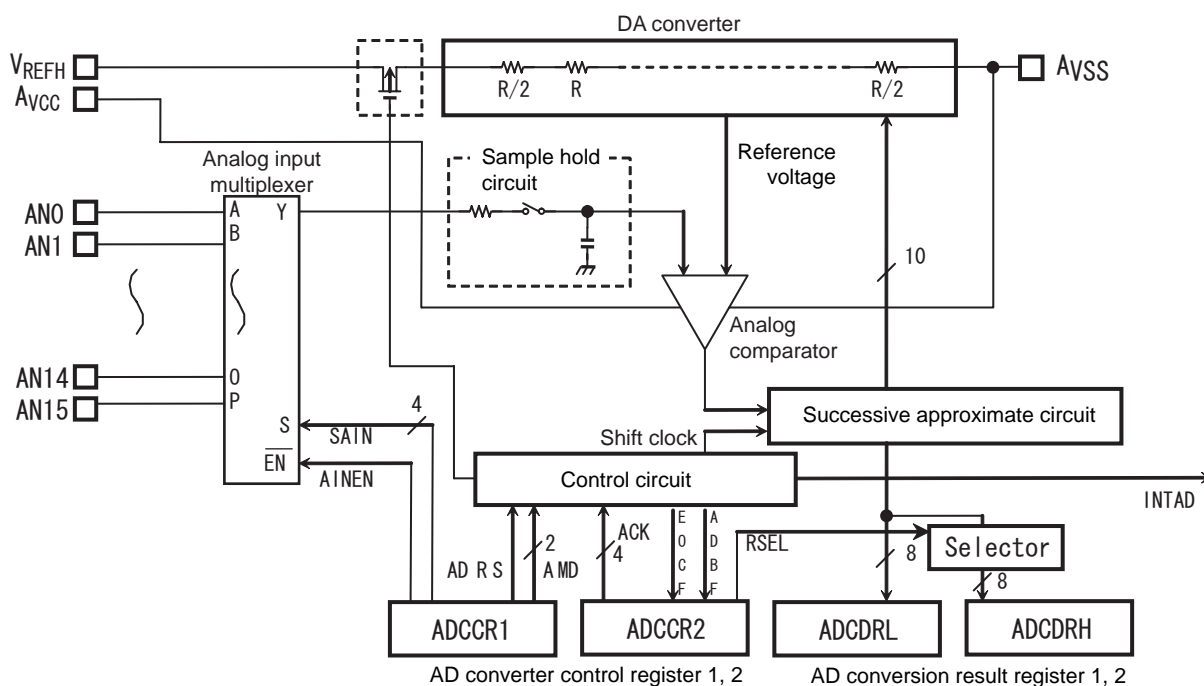 DA converter
VREFH
AVCC
R/2
R
R/2
AVSS
Analog input
multiplexer
Sample hold
circuit
Reference
voltage
AN0
AN1
A
B
Y
10
Analog
comparator
AN14
AN15
O
P
S
EN
SAIN
4
AINEN
Shift clock
Successive approximate circuit
Control circuit
INTAD
AD R S
2
AMD
ACK
4
EOCF
ADBF
RSEL
8
Selector
8
ADCCR1
ADCCR2
ADCDRL
ADCDRH
AD converter control register 1, 2
AD conversion result register 1, 2